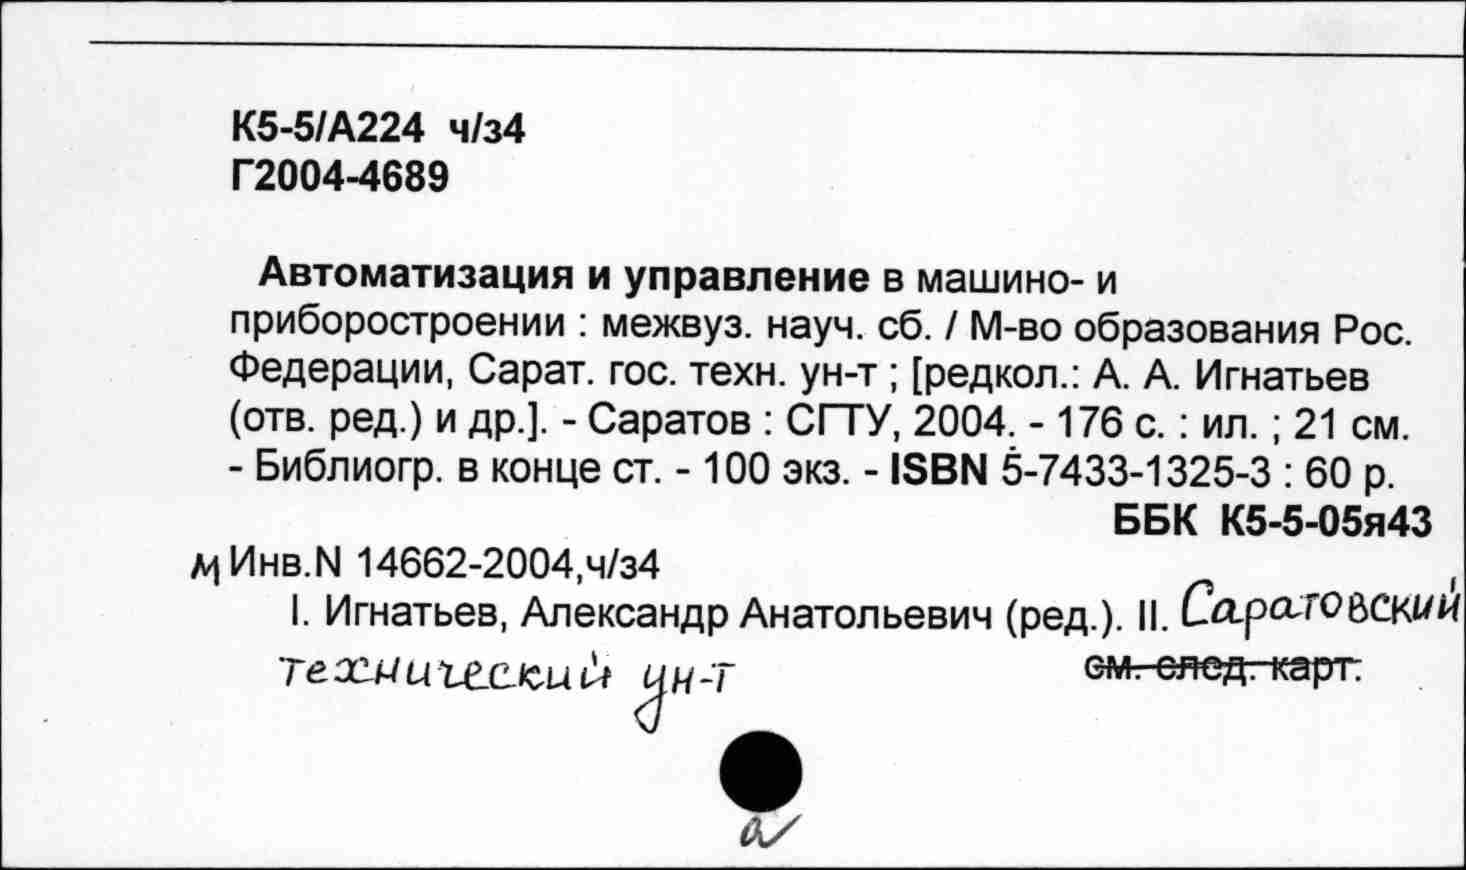 К5-5/А224 ч/з4
Г2004-4689
Автоматизация и управление в машино- и
приборостроении : межвуз. науч. сб. / М-во образования Рос.
Федерации, Сарат. гос. техн. ун-т ; [редкол.: А. А. Игнатьев
(отв. ред.) и др.]. - Саратов : СГТУ, 2004. - 176 с. : ил. ; 21 см.
- Библиогр. в конце ст. - 100 экз. - ISBN 5-7433-1325-3 : 60 р.
ББК К5-5-05я43
Инв.N 14662-2004,ч/з4
I. Игнатьев, Александр Анатольевич (ред.). II. Саратовский
технический ун-т см. след. карт.